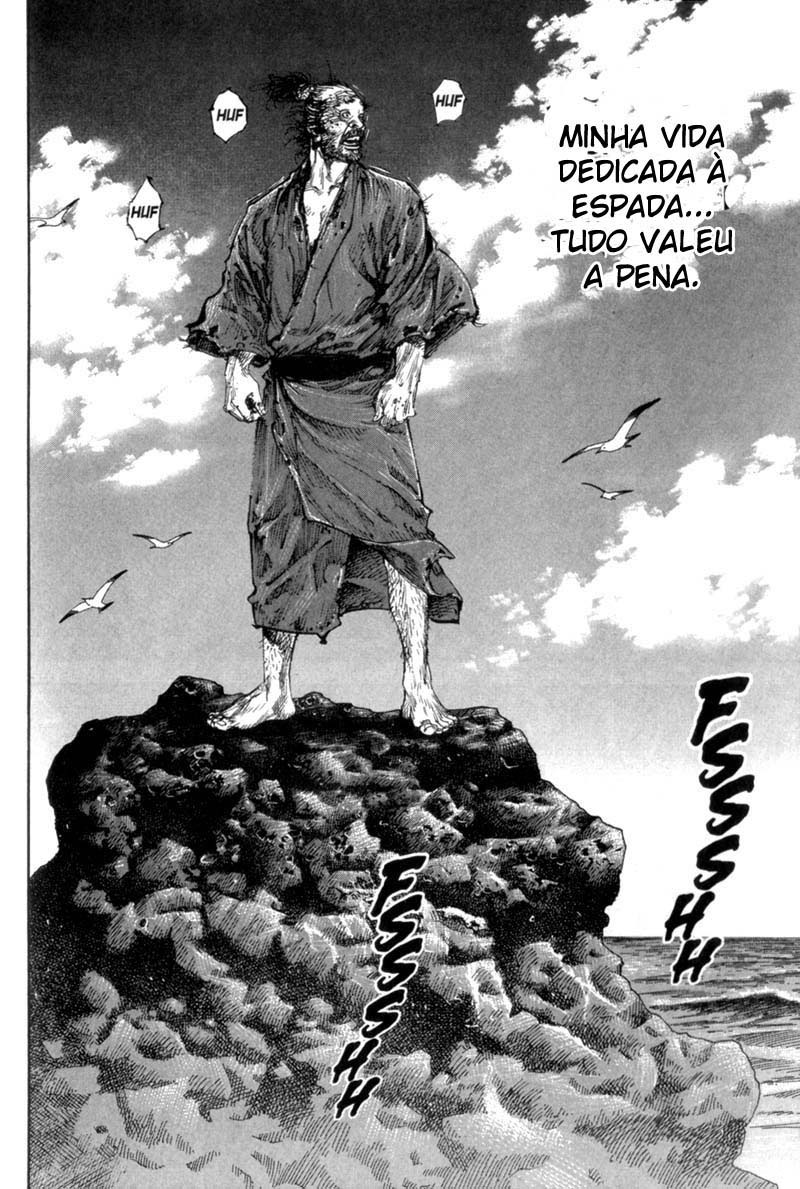 HUF
HUF
HUF
MINHA VIDA
DEDICADA À
ESPADA...
TUDO VALEU
A PENA.
FSSSHH
FSSSHH